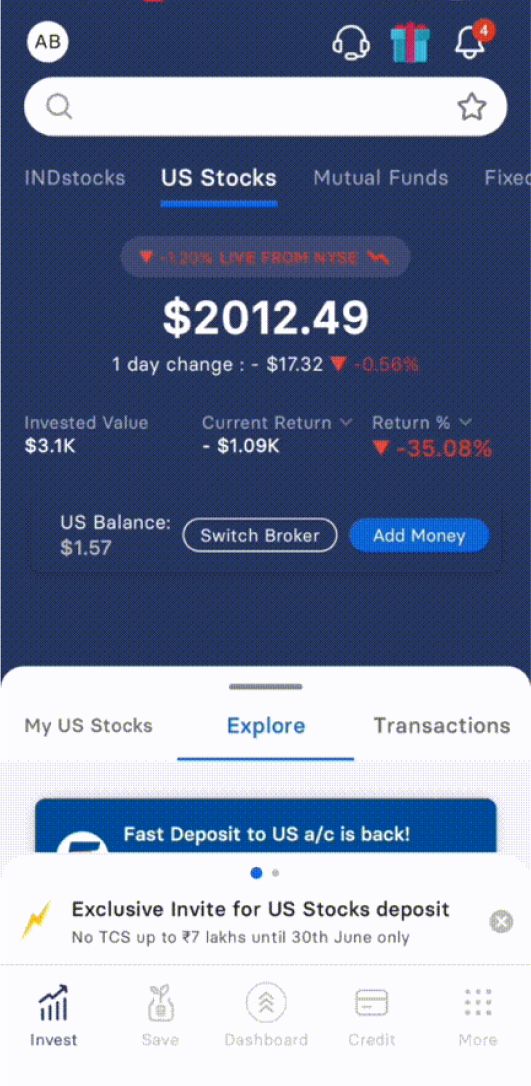 AB
4
INDstocks US Stocks Mutual Funds Fixed
-1.20% LIVE FROM NYSE
$2012.49
1 day change : - $17.32 ▼ -0.56%
Invested Value Current Return Return %
$3.1K - $1.09K ▼ -35.08%
US Balance:
$1.57
Switch Broker Add Money
My US Stocks Explore Transactions
Fast Deposit to US a/c is back!
Exclusive Invite for US Stocks deposit
No TCS up to ₹7 lakhs until 30th June only
Invest Save Dashboard Credit More